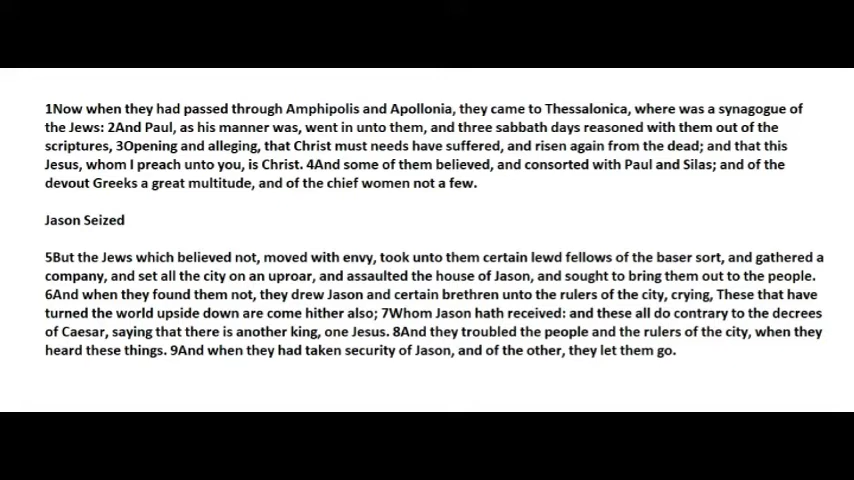 1Now when they had passed through Amphipolis and Apollonia, they came to Thessalonica, where was a synagogue of
the Jews: 2And Paul, as his manner was, went in unto them, and three sabbath days reasoned with them out of the
scriptures, 3Opening and alleging, that Christ must needs have suffered, and risen again from the dead; and that this
Jesus, whom I preach unto you, is Christ. 4And some of them believed, and consorted with Paul and Silas; and of the
devout Greeks a great multitude, and of the chief women not a few.
Jason Seized
5But the Jews which believed not, moved with envy, took unto them certain lewd fellows of the baser sort, and gathered a
company, and set all the city on an uproar, and assaulted the house of Jason, and sought to bring them out to the people.
6And when they found them not, they drew Jason and certain brethren unto the rulers of the city, crying, These that have
turned the world upside down are come hither also; 7Whom Jason hath received: and these all do contrary to the decrees
of Caesar, saying that there is another king, one Jesus. 8And they troubled the people and the rulers of the city, when they
heard these things. 9And when they had taken security of Jason, and of the other, they let them go.